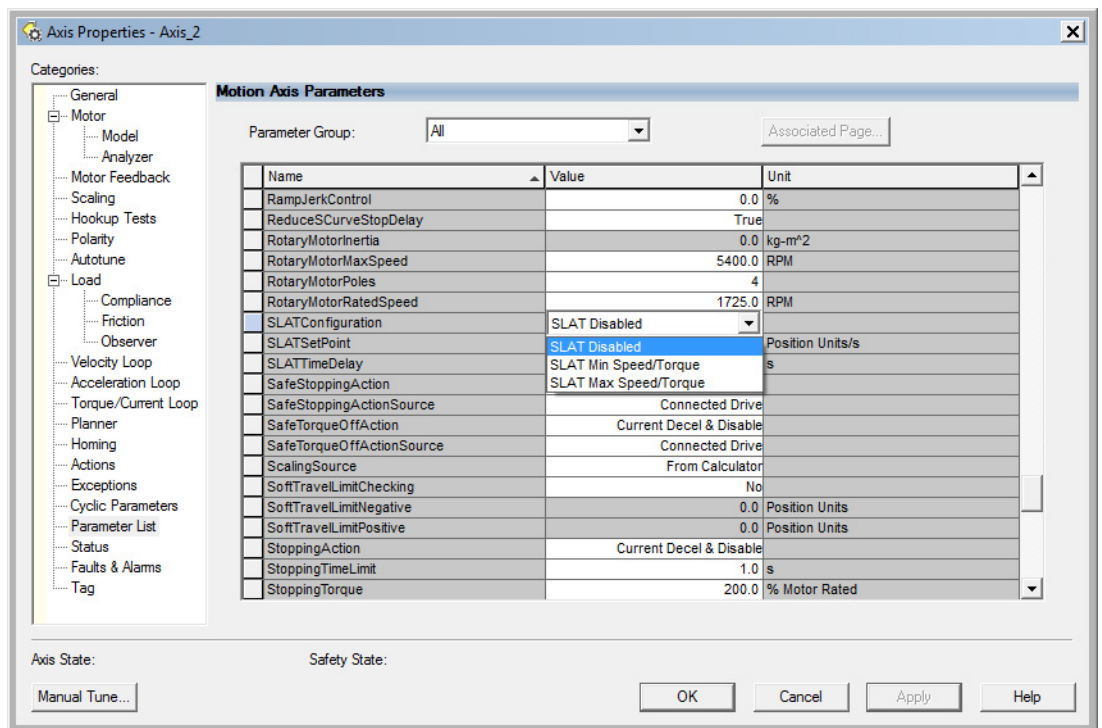 Axis Properties - Axis_2
Categories:
General
Motor
Model
Analyzer
Motor Feedback
Scaling
Hookup Tests
Polarity
Autotune
Load
Compliance
Friction
Observer
Velocity Loop
Acceleration Loop
Torque/Current Loop
Planner
Homing
Actions
Exceptions
Cyclic Parameters
Parameter List
Status
Faults & Alarms
Tag
Motion Axis Parameters
Parameter Group: All Associated Page...
Name Value Unit
RampJerkControl 0.0 %
ReduceSCurveStopDelay True
RotaryMotorInertia 0.0 kg-m^2
RotaryMotorMaxSpeed 5400.0 RPM
RotaryMotorPoles 4
RotaryMotorRatedSpeed 1725.0 RPM
SLATConfiguration SLAT Disabled
SLATSetPoint SLAT Disabled Position Units/s
SLATTimeDelay SLAT Min Speed/Torque s
SafeStoppingAction SLAT Max Speed/Torque
SafeStoppingActionSource Connected Drive
SafeTorqueOffAction Current Decel & Disable
SafeTorqueOffActionSource Connected Drive
ScalingSource From Calculator
SoftTravelLimitChecking No
SoftTravelLimitNegative 0.0 Position Units
SoftTravelLimitPositive 0.0 Position Units
StoppingAction Current Decel & Disable
StoppingTimeLimit 1.0 s
StoppingTorque 200.0 % Motor Rated
Axis State: Safety State:
Manual Tune... OK Cancel Apply Help